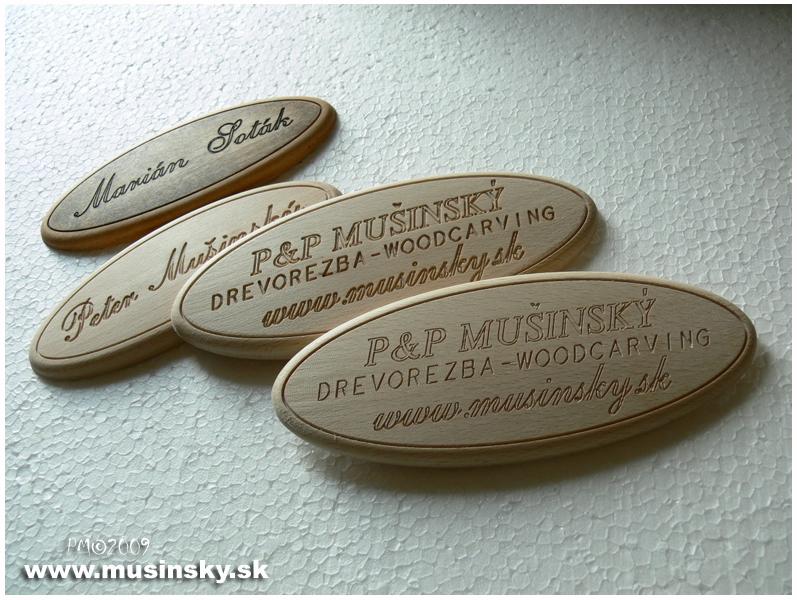 Marián Soták
Peter Mušinský
P&P MUŠINSKÝ
DREVOREZBA-WOODCARVING
www.musinsky.sk
P&P MUŠINSKÝ
DREVOREZBA-WOODCARVING
www.musinsky.sk
PM©2009
www.musinsky.sk